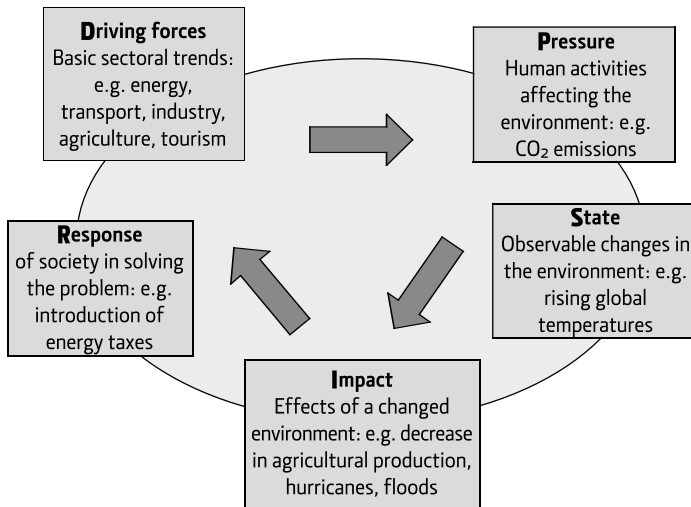 Driving forces
Basic sectoral trends:
e.g. energy,
transport, industry,
agriculture, tourism
Pressure
Human activities
affecting the
environment: e.g.
CO₂ emissions
State
Observable changes in
the environment: e.g.
rising global
temperatures
Impact
Effects of a changed
environment: e.g. decrease
in agricultural production,
hurricanes, floods
Response
of society in solving
the problem: e.g.
introduction of
energy taxes